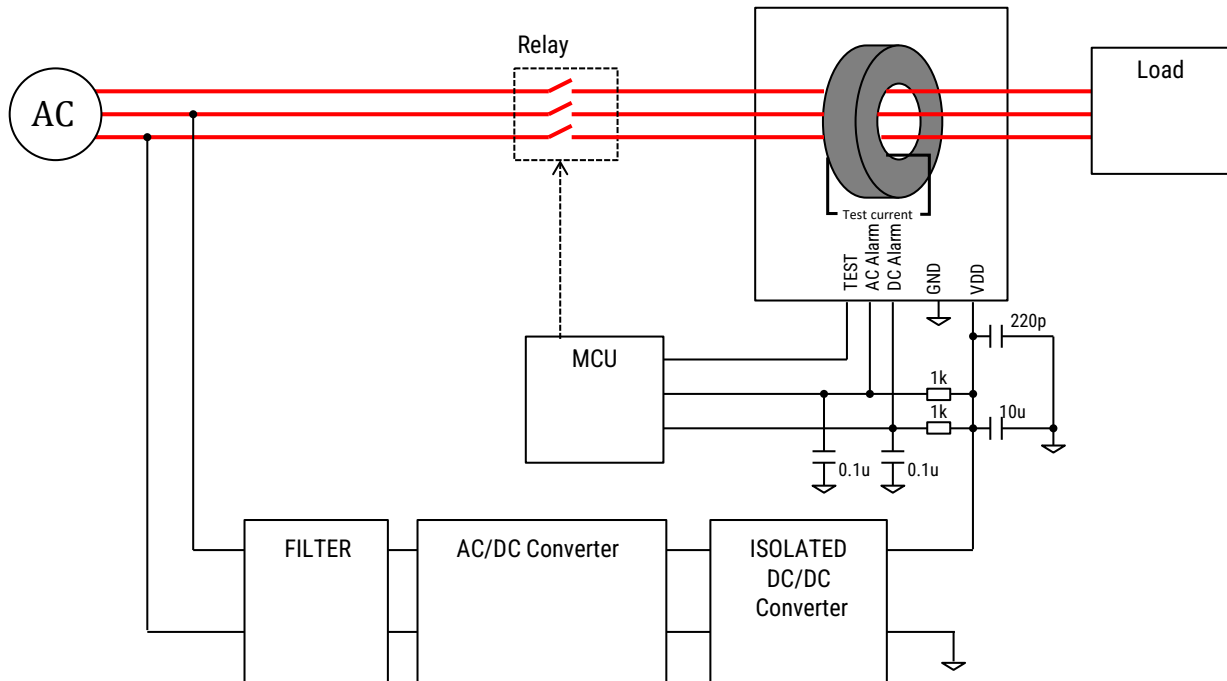 Relay
AC
Load
Test current
TEST
AC Alarm
DC Alarm
GND
VDD
220p
MCU
1k
1k
10u
0.1u
0.1u
FILTER
AC/DC Converter
ISOLATED
DC/DC
Converter